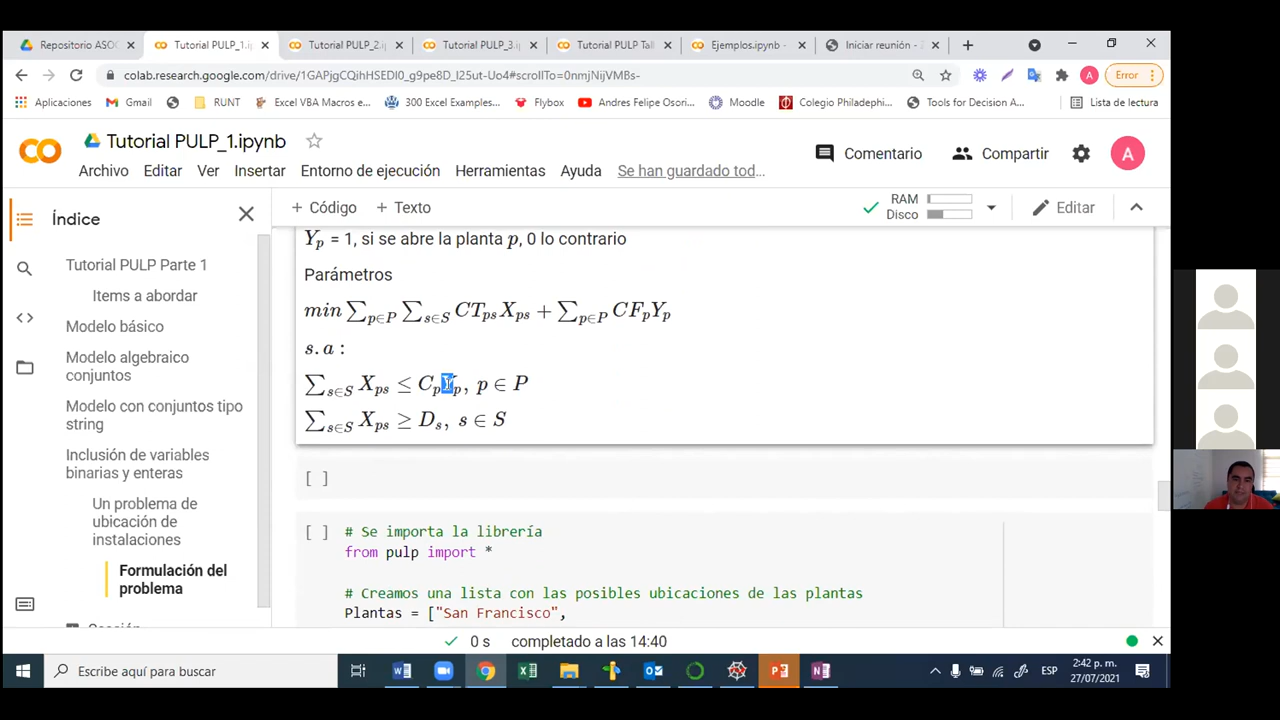 Repositorio ASOC
Tutorial PULP_1.i
Tutorial PULP_2.i
Tutorial PULP_3.i
Tutorial PULP Tall
Ejemplos.ipynb -
Iniciar reunión - Z
colab.research.google.com/drive/1GAPjgCQihHSEDI0_g9pe8D_I25ut-Uo4#scrollTo=0nmjNijVMBs-
A
Error
Aplicaciones
Gmail
RUNT
Excel VBA Macros e...
300 Excel Examples...
Flybox
Andres Felipe Osori...
Moodle
Colegio Philadephi...
Tools for Decision A...
Lista de lectura
Tutorial PULP_1.ipynb
Comentario
Compartir
A
Archivo Editar Ver Insertar Entorno de ejecución Herramientas Ayuda Se han guardado tod...
+ Código + Texto
RAM
Disco
Editar
Índice
Tutorial PULP Parte 1
Items a abordar
Modelo básico
Modelo algebraico
conjuntos
Modelo con conjuntos tipo
string
Inclusión de variables
binarias y enteras
Un problema de
ubicación de
instalaciones
Formulación del
problema
Sección
Y_p = 1, si se abre la planta p, 0 lo contrario
Parámetros
min ∑_{p∈P} ∑_{s∈S} CT_{ps} X_{ps} + ∑_{p∈P} CF_p Y_p
s. a :
∑_{s∈S} X_{ps} ≤ C_p Y_p, p ∈ P
∑_{s∈S} X_{ps} ≥ D_s, s ∈ S
[ ]
[ ]
# Se importa la librería
from pulp import *
# Creamos una lista con las posibles ubicaciones de las plantas
Plantas = ["San Francisco",
0 s completado a las 14:40
Escribe aquí para buscar
ESP
2:42 p. m.
27/07/2021